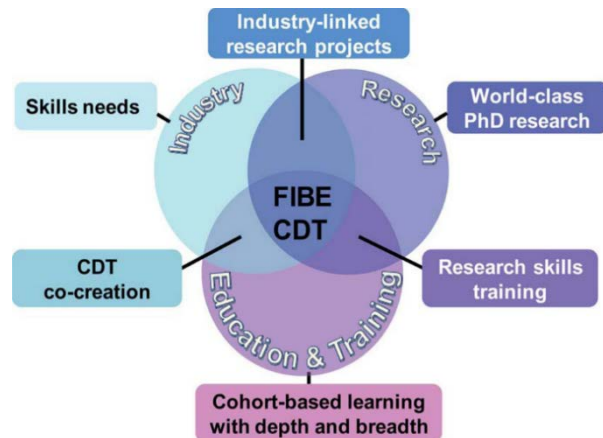 Industry-linked
research projects
Skills needs
Industry
Research
World-class
PhD research
FIBE
CDT
CDT
co-creation
Research skills
training
Education & Training
Cohort-based learning
with depth and breadth